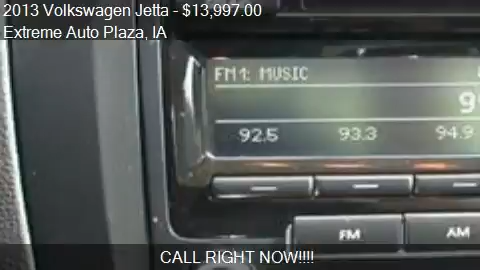 2013 Volkswagen Jetta - $13,997.00
Extreme Auto Plaza, IA
FM1: MUSIC
92.5 93.3 94.9
FM AM
CALL RIGHT NOW!!!!